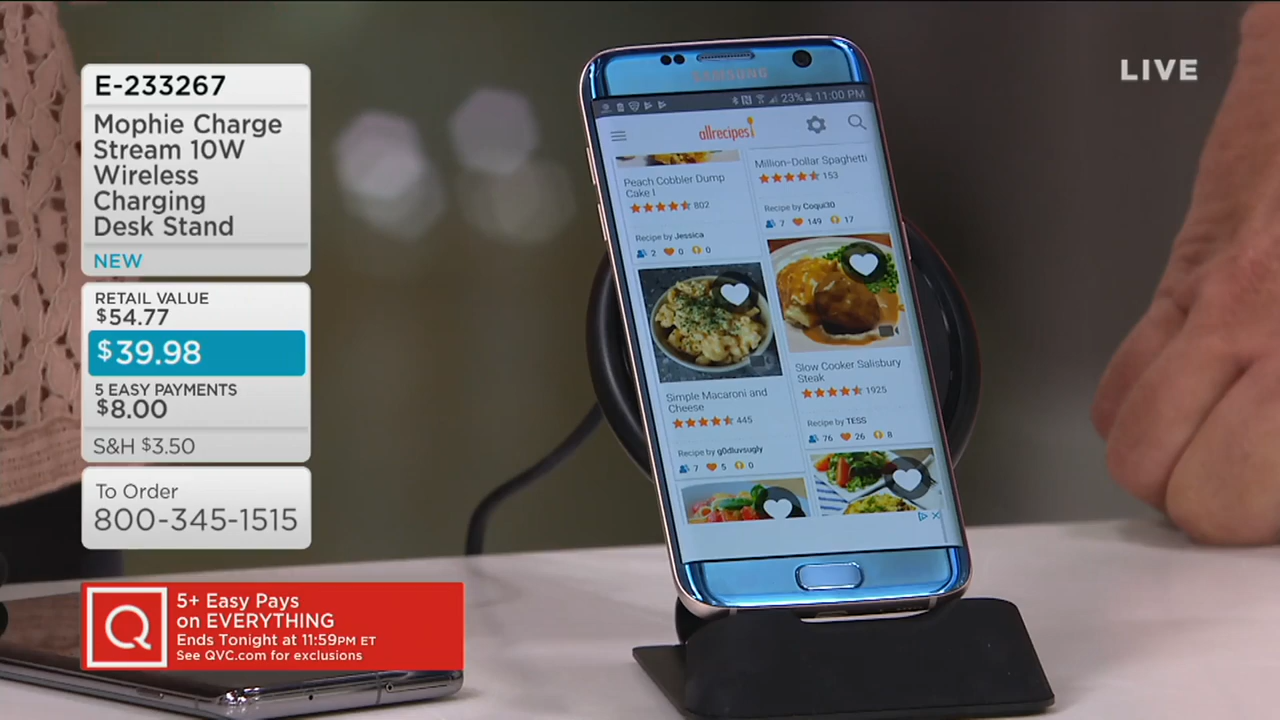 E-233267
Mophie Charge
Stream 10W
Wireless
Charging
Desk Stand
NEW
RETAIL VALUE
$54.77
$39.98
5 EASY PAYMENTS
$8.00
S&H $3.50
To Order
800-345-1515
Q
5+ Easy Pays
on EVERYTHING
Ends Tonight at 11:59PM ET
See QVC.com for exclusions
LIVE
SAMSUNG
23% 11:00 PM
allrecipes
Peach Cobbler Dump
Cake I
802
Recipe by Jessica
2 0 0
Simple Macaroni and
Cheese
445
Recipe by g0dluvsugly
7 5 0
Million-Dollar Spaghetti
153
Recipe by Coqui30
7 149 17
Slow Cooker Salisbury
Steak
1925
Recipe by TESS
76 26 8